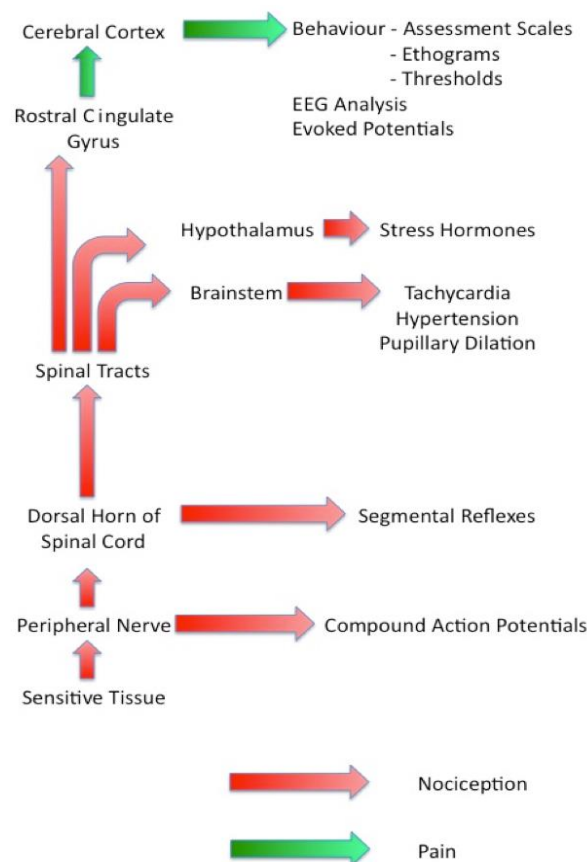 Cerebral Cortex
Behaviour - Assessment Scales
- Ethograms
- Thresholds
EEG Analysis
Evoked Potentials
Rostral Cingulate
Gyrus
Hypothalamus
Stress Hormones
Brainstem
Tachycardia
Hypertension
Pupillary Dilation
Spinal Tracts
Dorsal Horn of
Spinal Cord
Segmental Reflexes
Peripheral Nerve
Compound Action Potentials
Sensitive Tissue
Nociception
Pain